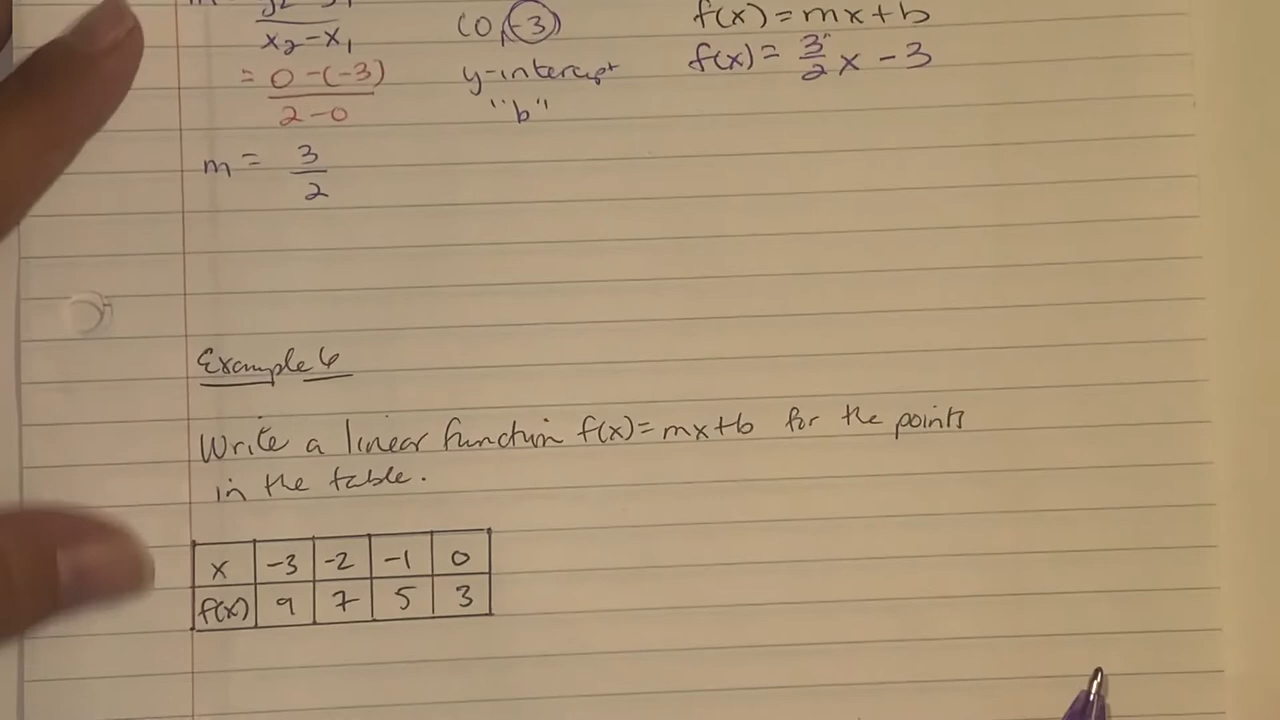 x₂-x₁
(0,-3)
f(x)=mx+b
= 0-(-3)
2-0
y-intercept
"b"
f(x)= 3/2 x -3
m = 3/2
Example 6
Write a linear function f(x)=mx+b for the points
in the table.
x -3 -2 -1 0
f(x) 9 7 5 3